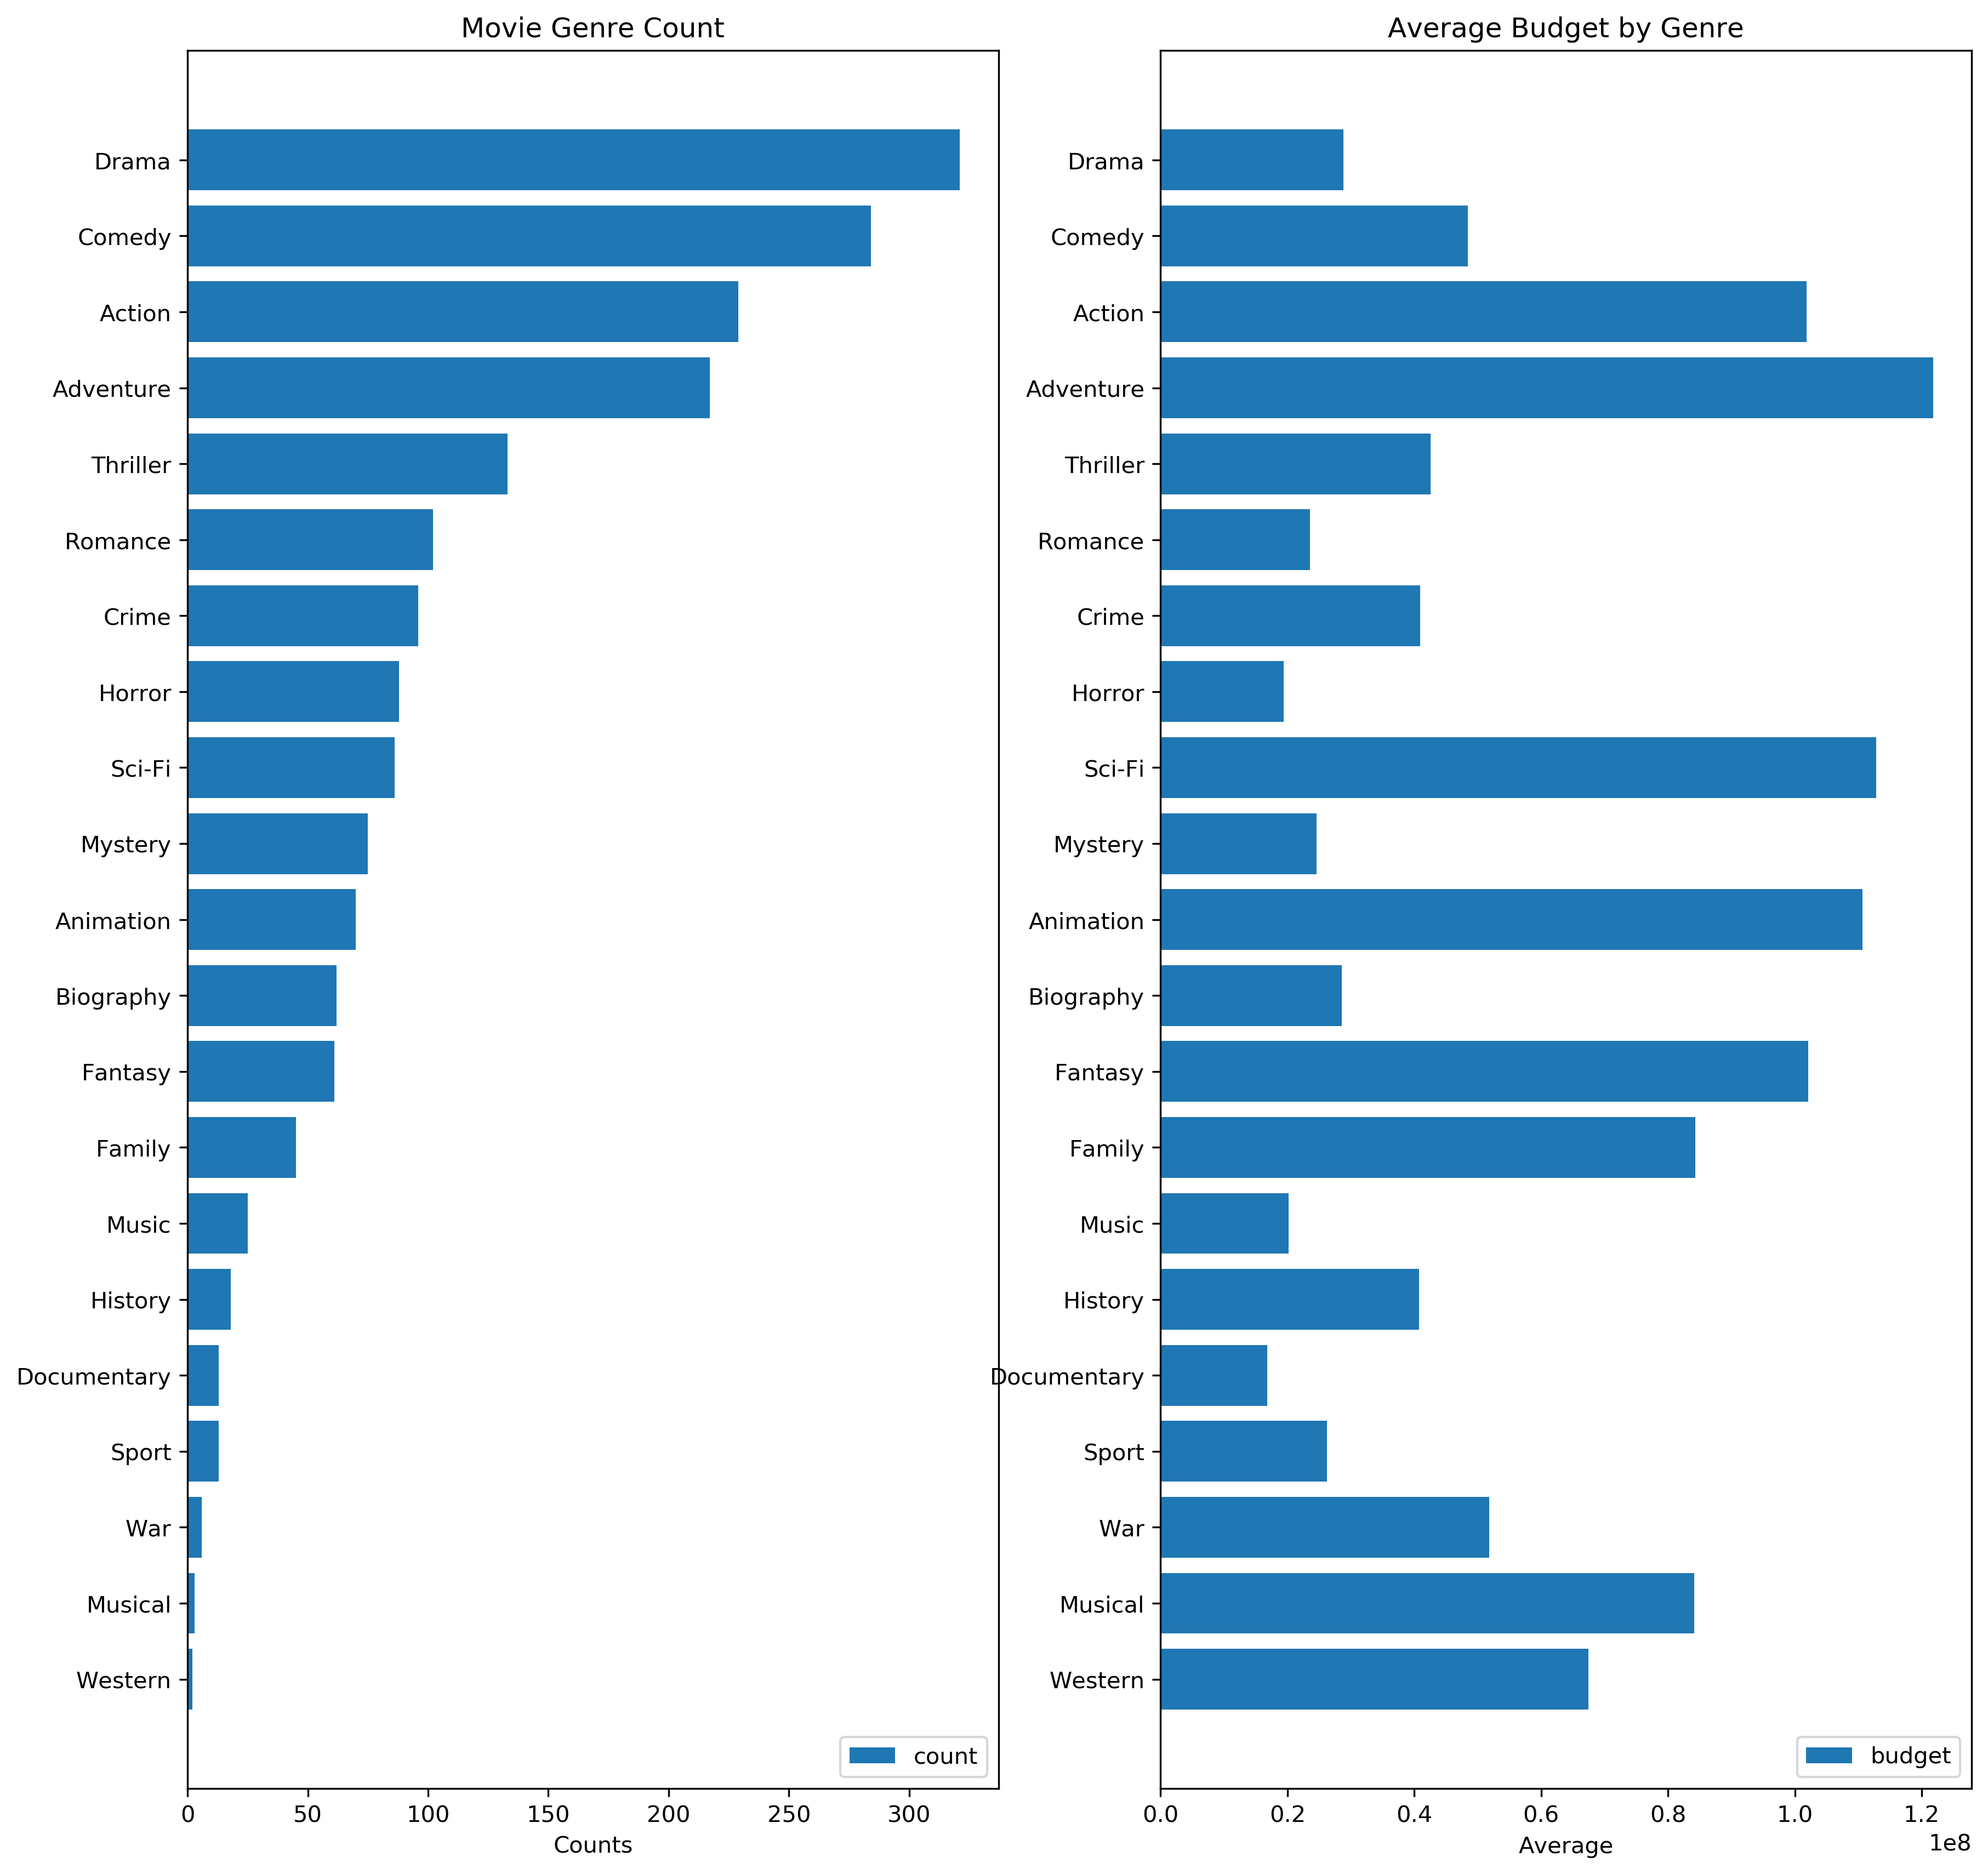 Movie Genre Count
Drama
Comedy
Action
Adventure
Thriller
Romance
Crime
Horror
Sci-Fi
Mystery
Animation
Biography
Fantasy
Family
Music
History
Documentary
Sport
War
Musical
Western
count
0 50 100 150 200 250 300
Counts
Average Budget by Genre
Drama
Comedy
Action
Adventure
Thriller
Romance
Crime
Horror
Sci-Fi
Mystery
Animation
Biography
Fantasy
Family
Music
History
Documentary
Sport
War
Musical
Western
budget
0.0 0.2 0.4 0.6 0.8 1.0 1.2
1e8
Average